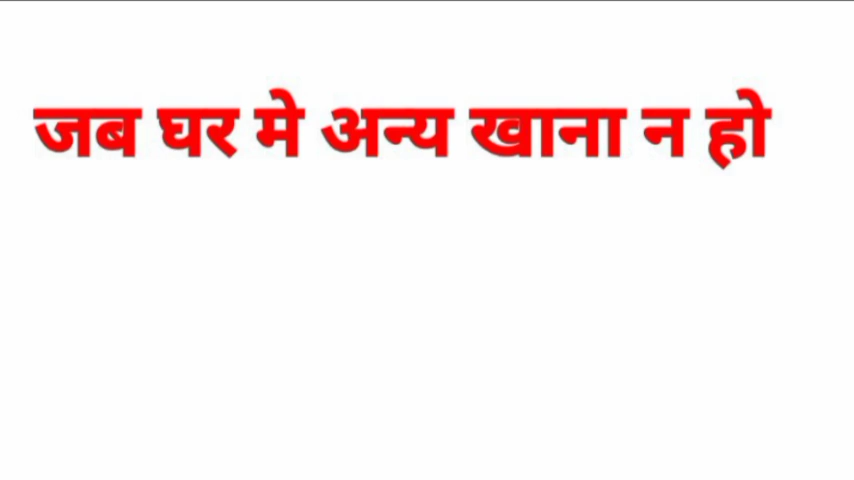 जब घर मे अन्य खाना न हो